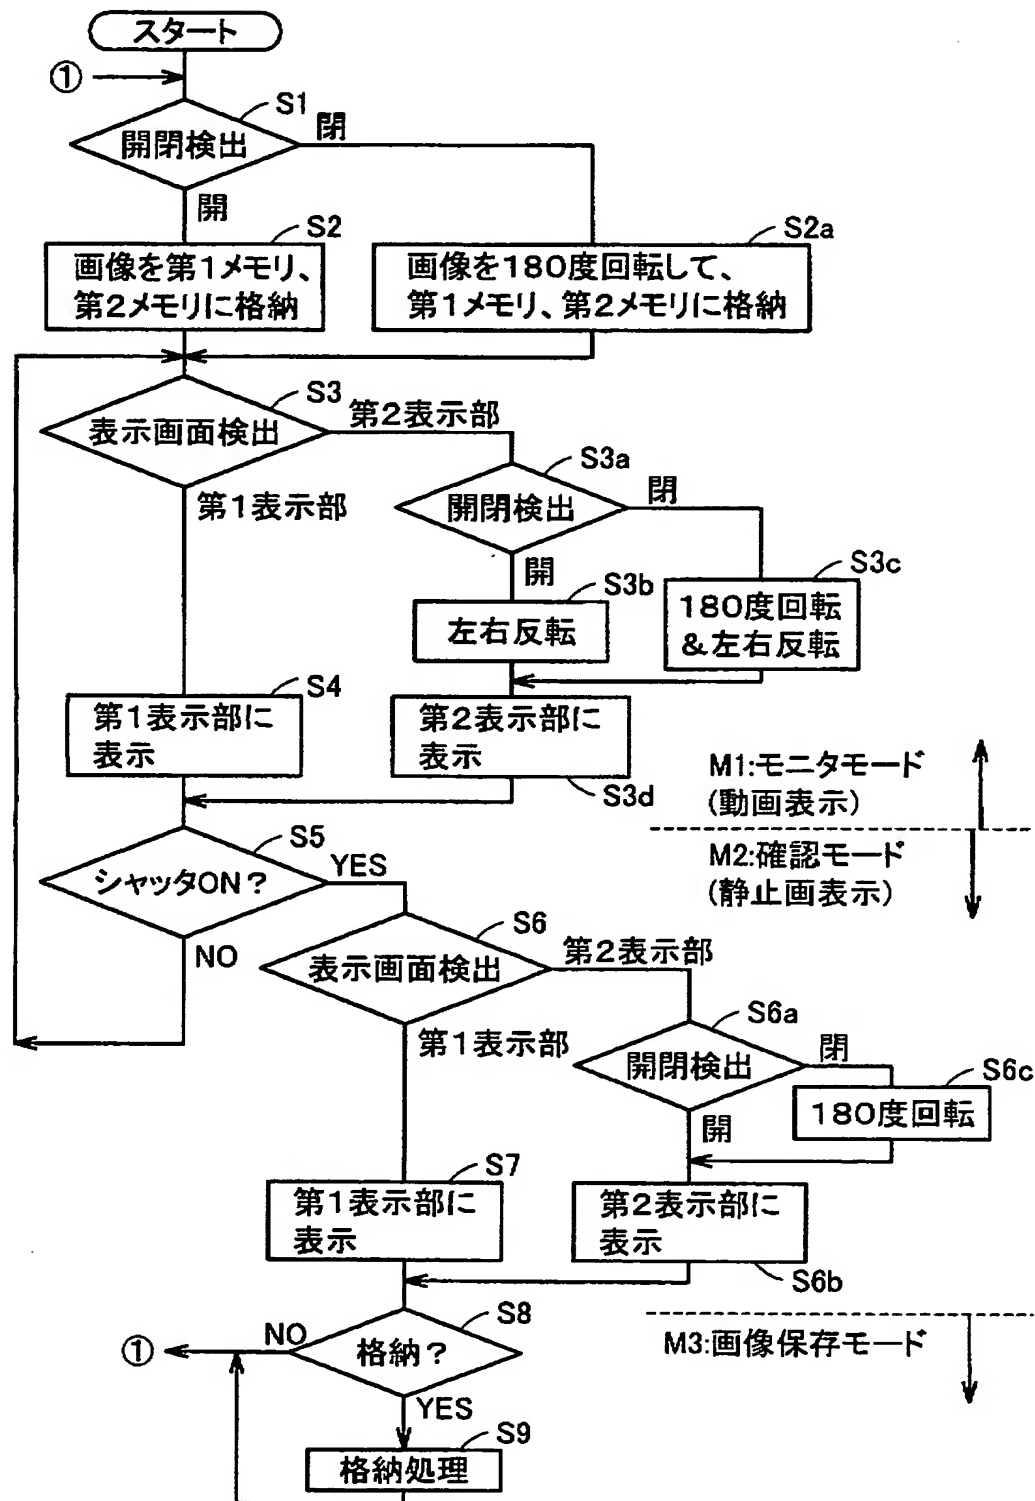 スタート
①
S1
開閉検出
閉
開
S2
画像を第1メモリ、
第2メモリに格納
S2a
画像を180度回転して、
第1メモリ、第2メモリに格納
S3
表示画面検出
第2表示部
第1表示部
S3a
開閉検出
閉
開
S3b
左右反転
S3c
180度回転
&左右反転
S4
第1表示部に
表示
第2表示部に
表示
S3d
M1:モニタモード
(動画表示)
M2:確認モード
(静止画表示)
S5
シャッタON?
YES
NO
S6
表示画面検出
第2表示部
第1表示部
S6a
開閉検出
閉
開
S6c
180度回転
S7
第1表示部に
表示
第2表示部に
表示
S6b
S8
格納?
NO
①
YES
M3:画像保存モード
S9
格納処理